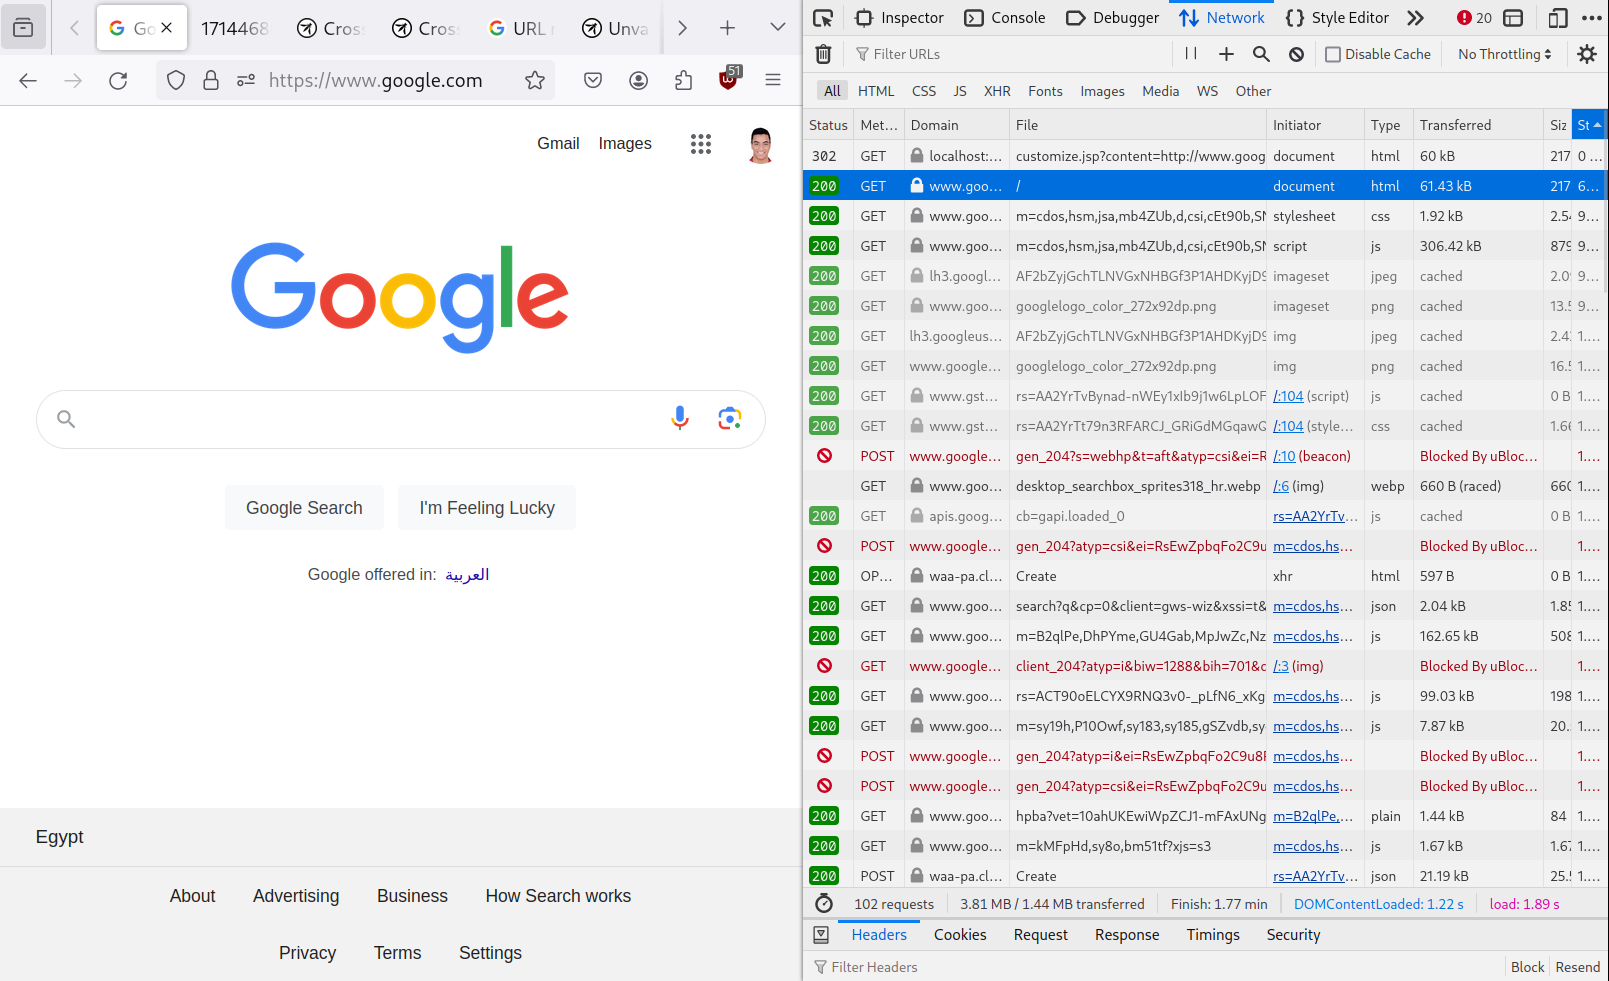 Go
1714468
Cros
Cros
URL
Unva
https://www.google.com
51
Gmail Images
Google
Google Search I'm Feeling Lucky
Google offered in: العربية
Egypt
About Advertising Business How Search works
Privacy Terms Settings
Inspector Console Debugger Network Style Editor 20
Filter URLs Disable Cache No Throttling
All HTML CSS JS XHR Fonts Images Media WS Other
Status Met... Domain File Initiator Type Transferred Siz St
302 GET localhost:... customize.jsp?content=http://www.goog document html 60 kB 217 0 ...
200 GET www.goo... / document html 61.43 kB 217 6...
200 GET www.goo... m=cdos,hsm,jsa,mb4ZUb,d,csi,cEt90b,SN stylesheet css 1.92 kB 2.54 9...
200 GET www.goo... m=cdos,hsm,jsa,mb4ZUb,d,csi,cEt90b,SN script js 306.42 kB 879 9...
200 GET lh3.googl... AF2bZyjGchTLNVGxNHBGf3P1AHDKyjD9 imageset jpeg cached 2.09 9...
200 GET www.goo... googlelogo_color_272x92dp.png imageset png cached 13.5 9...
200 GET lh3.googleus... AF2bZyjGchTLNVGxNHBGf3P1AHDKyjD9 img jpeg cached 2.42 1....
200 GET www.google... googlelogo_color_272x92dp.png img png cached 16.5 1....
200 GET www.gst... rs=AA2YrTvBynad-nWEy1xIb9j1w6LpLOF /:104 (script) js cached 0 B 1....
200 GET www.gst... rs=AA2YrTt79n3RFARCJ_GRiGdMGqawQ /:104 (style... css cached 1.66 1....
POST www.google... gen_204?s=webhp&t=aft&atyp=csi&ei=R /:10 (beacon) Blocked By uBloc... 1....
GET www.goo... desktop_searchbox_sprites318_hr.webp /:6 (img) webp 660 B (raced) 660 1....
200 GET apis.goog... cb=gapi.loaded_0 rs=AA2YrTv... js cached 0 B 1....
POST www.google... gen_204?atyp=csi&ei=RsEwZpbqFo2C9u m=cdos,hs... Blocked By uBloc... 1....
200 OP... waa-pa.cl... Create xhr html 597 B 0 B 1....
200 GET www.goo... search?q&cp=0&client=gws-wiz&xssi=t& m=cdos,hs... json 2.04 kB 1.85 1....
200 GET www.goo... m=B2qlPe,DhPYme,GU4Gab,MpJwZc,Nz m=cdos,hs... js 162.65 kB 508 1....
GET www.google... client_204?atyp=i&biw=1288&bih=701&c /:3 (img) Blocked By uBloc... 1....
200 GET www.goo... rs=ACT90oELCYX9RNQ3v0-_pLfN6_xKg m=cdos,hs... js 99.03 kB 198 1....
200 GET www.goo... m=sy19h,P10Owf,sy183,sy185,gSZvdb,sy m=cdos,hs... js 7.87 kB 20. 1....
POST www.google... gen_204?atyp=i&ei=RsEwZpbqFo2C9u8F m=cdos,hs... Blocked By uBloc... 1....
POST www.google... gen_204?atyp=csi&ei=RsEwZpbqFo2C9u m=cdos,hs... Blocked By uBloc... 1....
200 GET www.goo... hpba?vet=10ahUKEwiWpZCJ1-mFAxUNg m=B2qlPe,... plain 1.44 kB 84 1....
200 GET www.goo... m=kMFpHd,sy8o,bm51tf?xjs=s3 m=cdos,hs... js 1.67 kB 1.67 1....
200 POST waa-pa.cl... Create rs=AA2YrTv... json 21.19 kB 25.5 1....
102 requests 3.81 MB / 1.44 MB transferred Finish: 1.77 min DOMContentLoaded: 1.22 s load: 1.89 s
Headers Cookies Request Response Timings Security
Filter Headers Block Resend